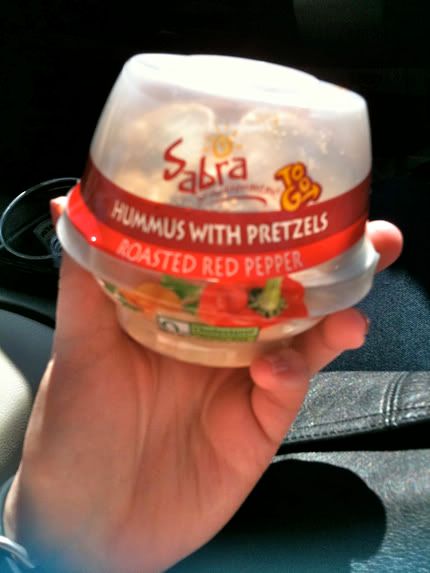 Sabra
TO
GO!
HUMMUS WITH PRETZELS
ROASTED RED PEPPER